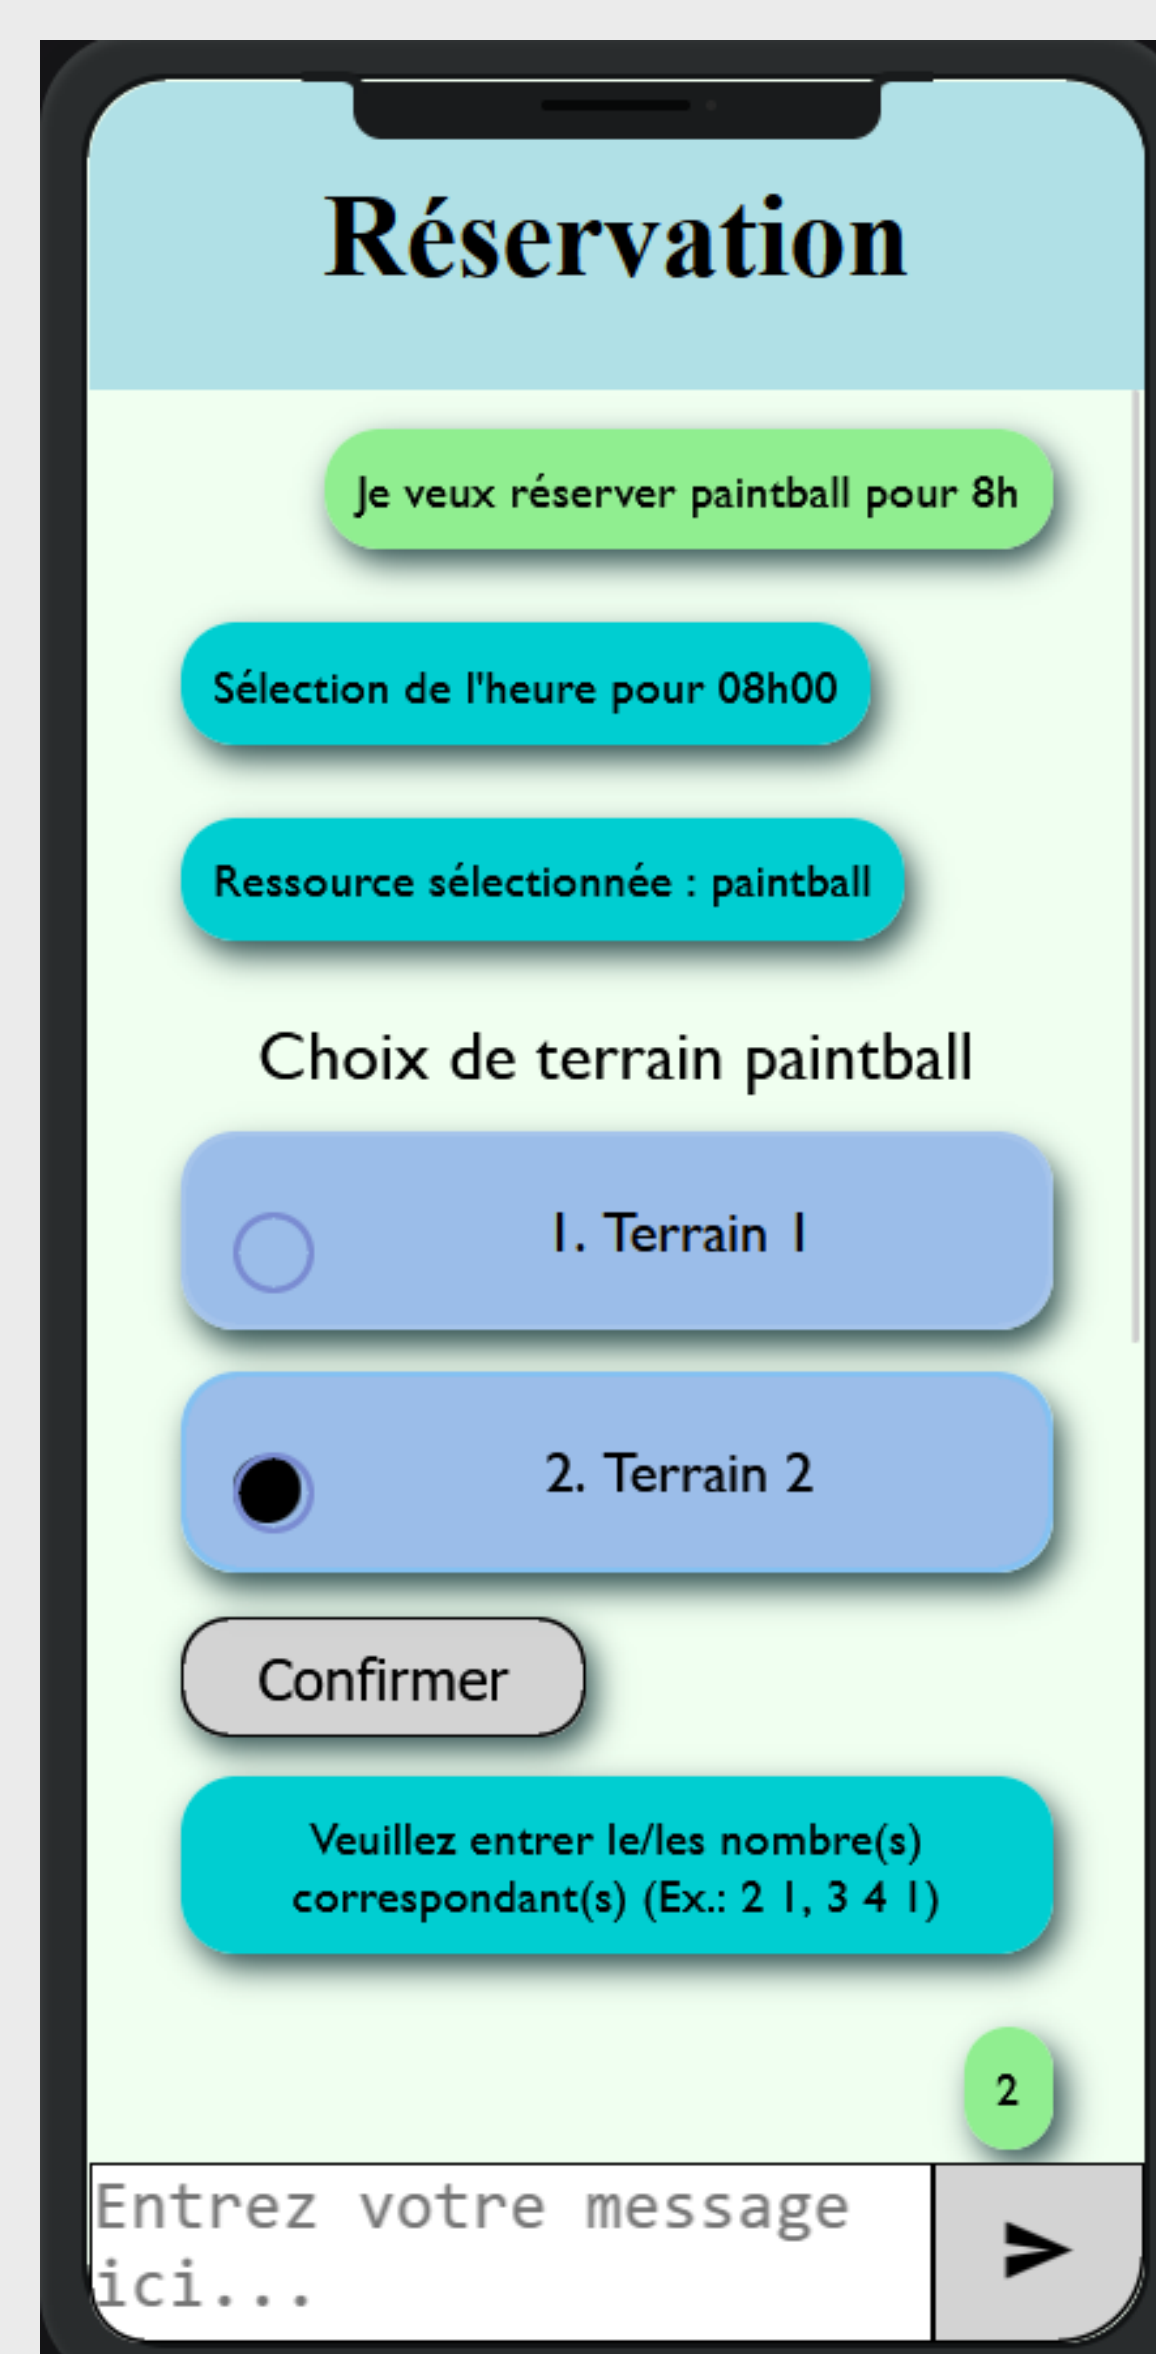 Réservation
Je veux réserver paintball pour 8h
Sélection de l'heure pour 08h00
Ressource sélectionnée : paintball
Choix de terrain paintball
1. Terrain 1
2. Terrain 2
Confirmer
Veuillez entrer le/les nombre(s)
correspondant(s) (Ex.: 2 1, 3 4 1)
2
Entrez votre message
ici...